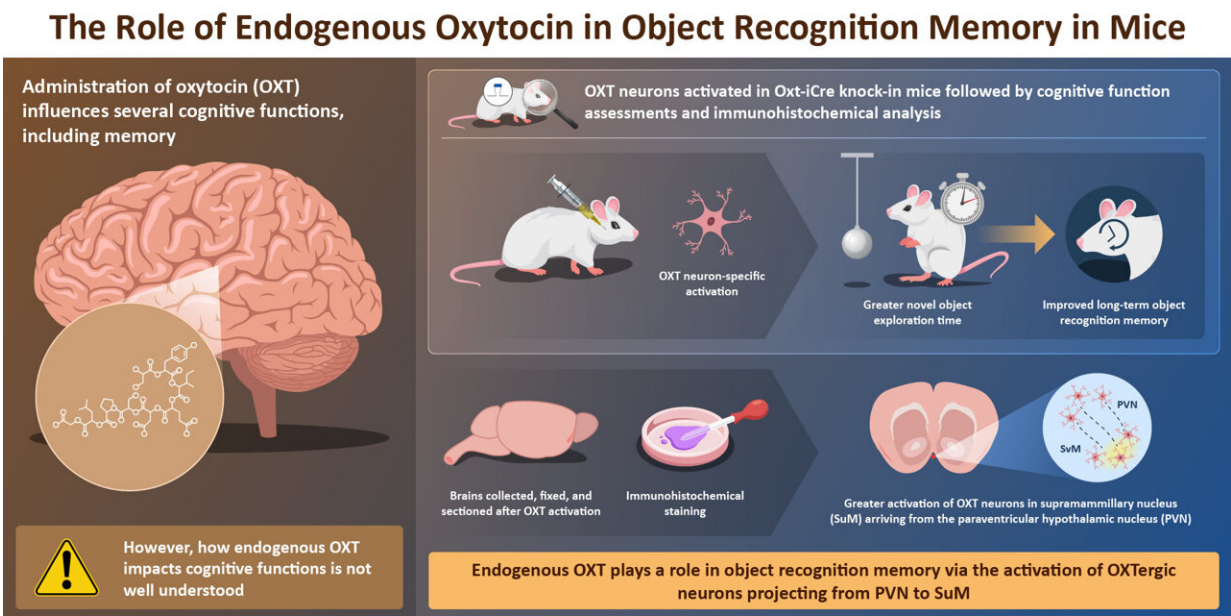 The Role of Endogenous Oxytocin in Object Recognition Memory in Mice
Administration of oxytocin (OXT)
influences several cognitive functions,
including memory
However, how endogenous OXT
impacts cognitive functions is not
well understood
OXT neurons activated in Oxt-iCre knock-in mice followed by cognitive function
assessments and immunohistochemical analysis
OXT neuron-specific
activation
Greater novel object
exploration time
Improved long-term object
recognition memory
Brains collected, fixed, and
sectioned after OXT activation
Immunohistochemical
staining
PVN
SvM
Greater activation of OXT neurons in supramammillary nucleus
(SuM) arriving from the paraventricular hypothalamic nucleus (PVN)
Endogenous OXT plays a role in object recognition memory via the activation of OXTergic
neurons projecting from PVN to SuM